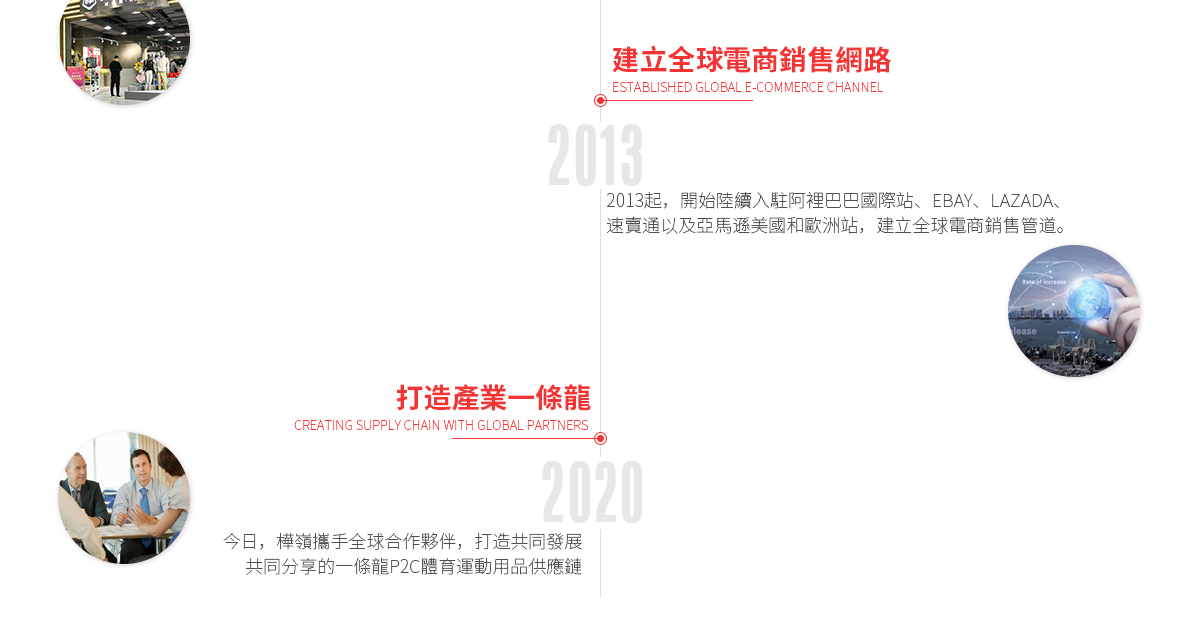 建立全球電商銷售網路
ESTABLISHED GLOBAL E-COMMERCE CHANNEL
2013
2013起，開始陸續入駐阿裡巴巴國際站、EBAY、LAZADA、
速賣通以及亞馬遜美國和歐洲站，建立全球電商銷售管道。
Rate of increase
打造產業一條龍
CREATING SUPPLY CHAIN WITH GLOBAL PARTNERS
2020
今日，樺嶺攜手全球合作夥伴，打造共同發展
共同分享的一條龍P2C體育運動用品供應鏈